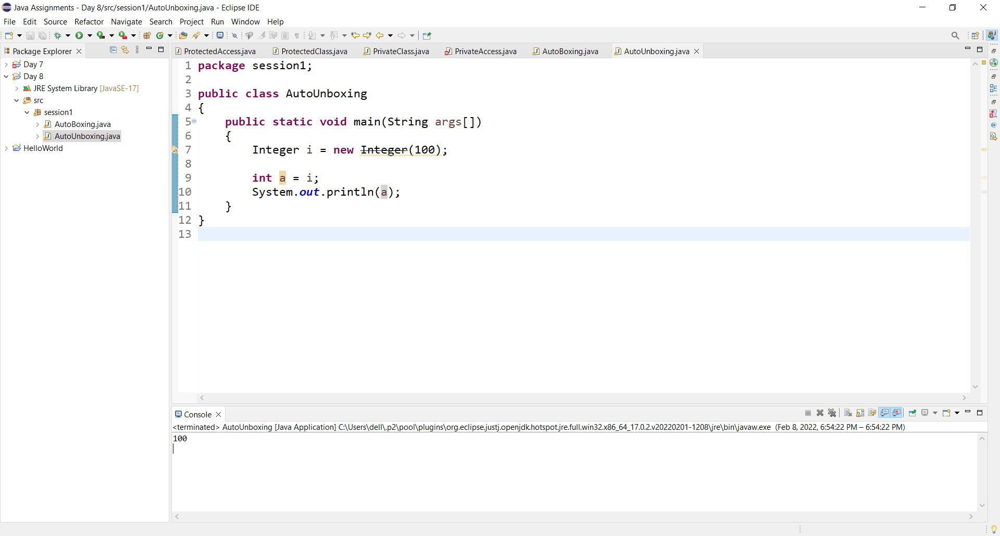 Java Assignments - Day 8/src/session1/AutoUnboxing.java - Eclipse IDE
File Edit Source Refactor Navigate Search Project Run Window Help
Package Explorer
ProtectedAccess.java ProtectedClass.java PrivateClass.java PrivateAccess.java AutoBoxing.java AutoUnboxing.java
Day 7
Day 8
JRE System Library [JavaSE-17]
src
session1
AutoBoxing.java
AutoUnboxing.java
HelloWorld
1 package session1;
2
3 public class AutoUnboxing
4 {
5 public static void main(String args[])
6 {
7 Integer i = new Integer(100);
8
9 int a = i;
10 System.out.println(a);
11 }
12 }
13
Console
<terminated> AutoUnboxing [Java Application] C:\Users\dell\.p2\pool\plugins\org.eclipse.justj.openjdk.hotspot.jre.full.win32.x86_64_17.0.2.v20220201-1208\jre\bin\javaw.exe (Feb 8, 2022, 6:54:22 PM – 6:54:22 PM)
100